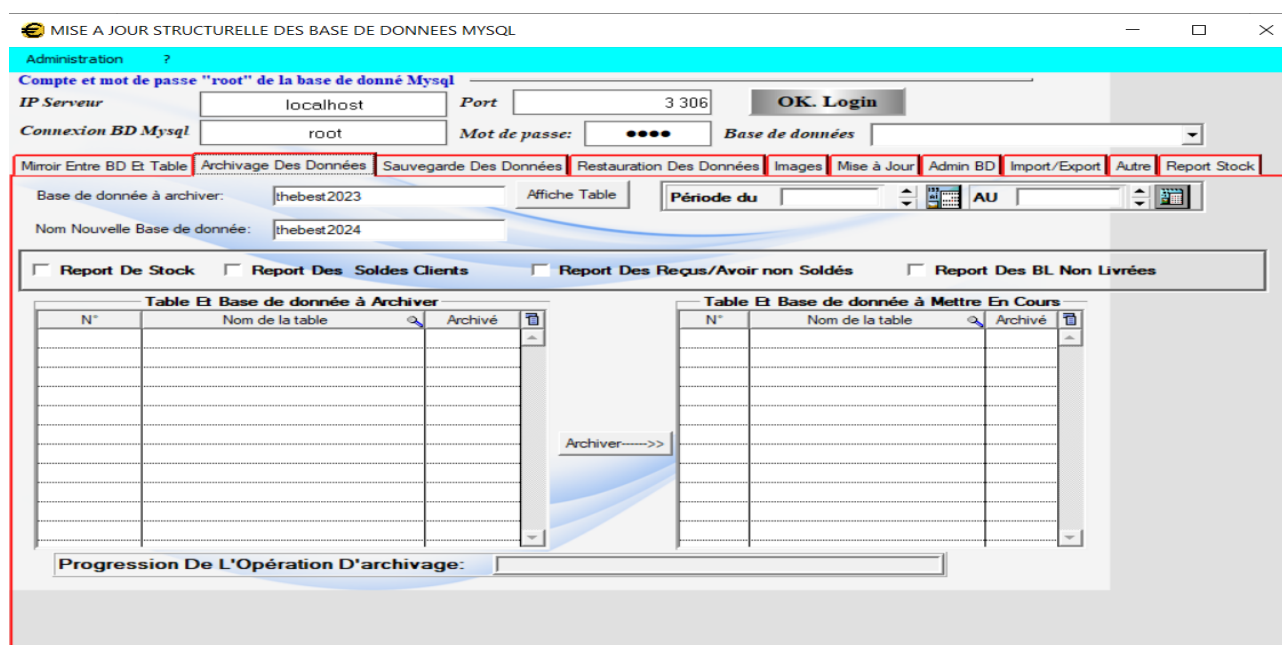 MISE A JOUR STRUCTURELLE DES BASE DE DONNEES MYSQL
Administration ?
Compte et mot de passe "root" de la base de donné Mysql
IP Serveur localhost Port 3 306 OK. Login
Connexion BD Mysql root Mot de passe: ●●●● Base de données
Mirroir Entre BD Et Table Archivage Des Données Sauvegarde Des Données Restauration Des Données Images Mise à Jour Admin BD Import/Export Autre Report Stock
Base de donnée à archiver: thebest2023 Affiche Table Période du AU
Nom Nouvelle Base de donnée: thebest2024
Report De Stock Report Des Soldes Clients Report Des Reçus/Avoir non Soldés Report Des BL Non Livrées
Table Et Base de donnée à Archiver Table Et Base de donnée à Mettre En Cours
N° Nom de la table Archivé N° Nom de la table Archivé
Archiver----->>
Progression De L'Opération D'archivage: